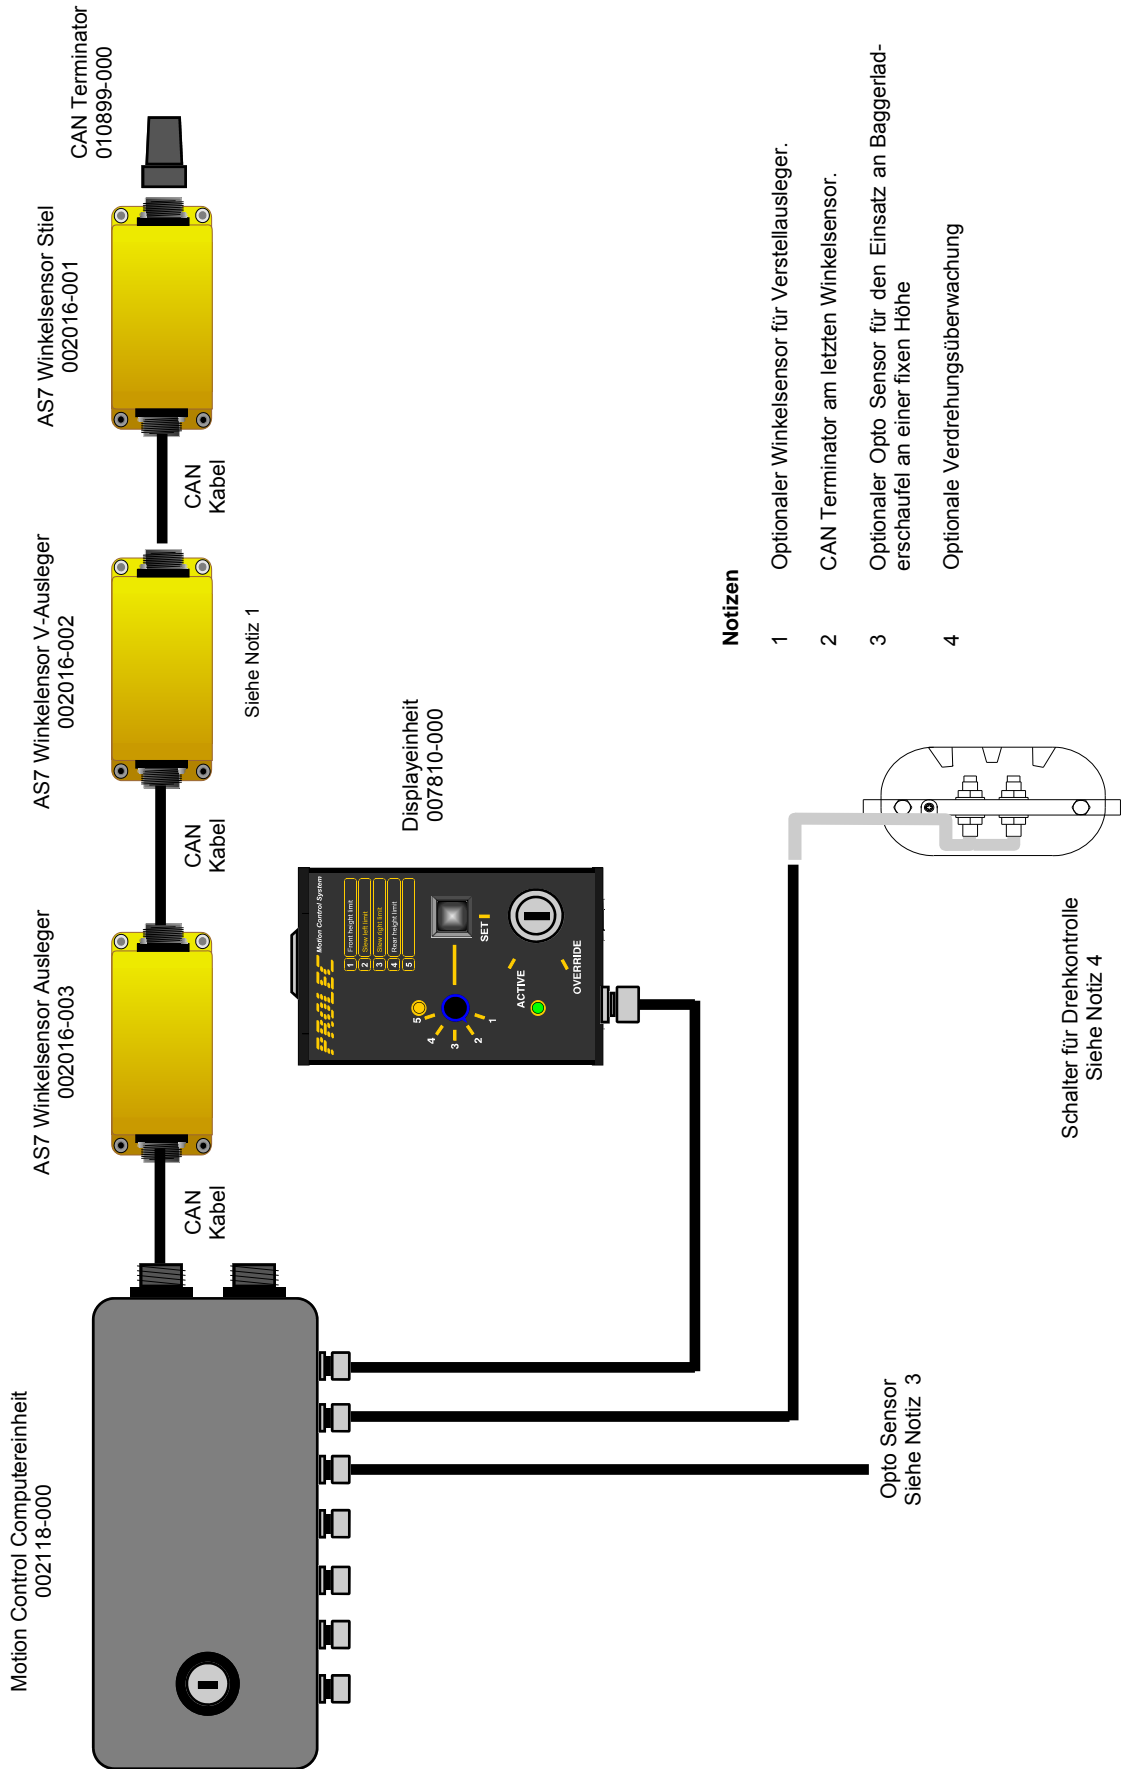 Motion Control Computereinheit
002118-000
AS7 Winkelsensor Ausleger
002016-003
AS7 Winkelensor V-Ausleger
002016-002
AS7 Winkelsensor Stiel
002016-001
CAN Terminator
010899-000
CAN
Kabel
CAN
Kabel
CAN
Kabel
Siehe Notiz 1
Displayeinheit
007810-000
PROLEC Motion Control System
1 Front height limit
2 Slew left limit
3 Slew right limit
4 Rear height limit
5
5
4
3
2
1
SET
ACTIVE
OVERRIDE
Opto Sensor
Siehe Notiz 3
Schalter für Drehkontrolle
Siehe Notiz 4
Notizen
1 Optionaler Winkelsensor für Verstellausleger.
2 CAN Terminator am letzten Winkelsensor.
3 Optionaler Opto Sensor für den Einsatz an Baggerlad-
erschaufel an einer fixen Höhe
4 Optionale Verdrehungsüberwachung